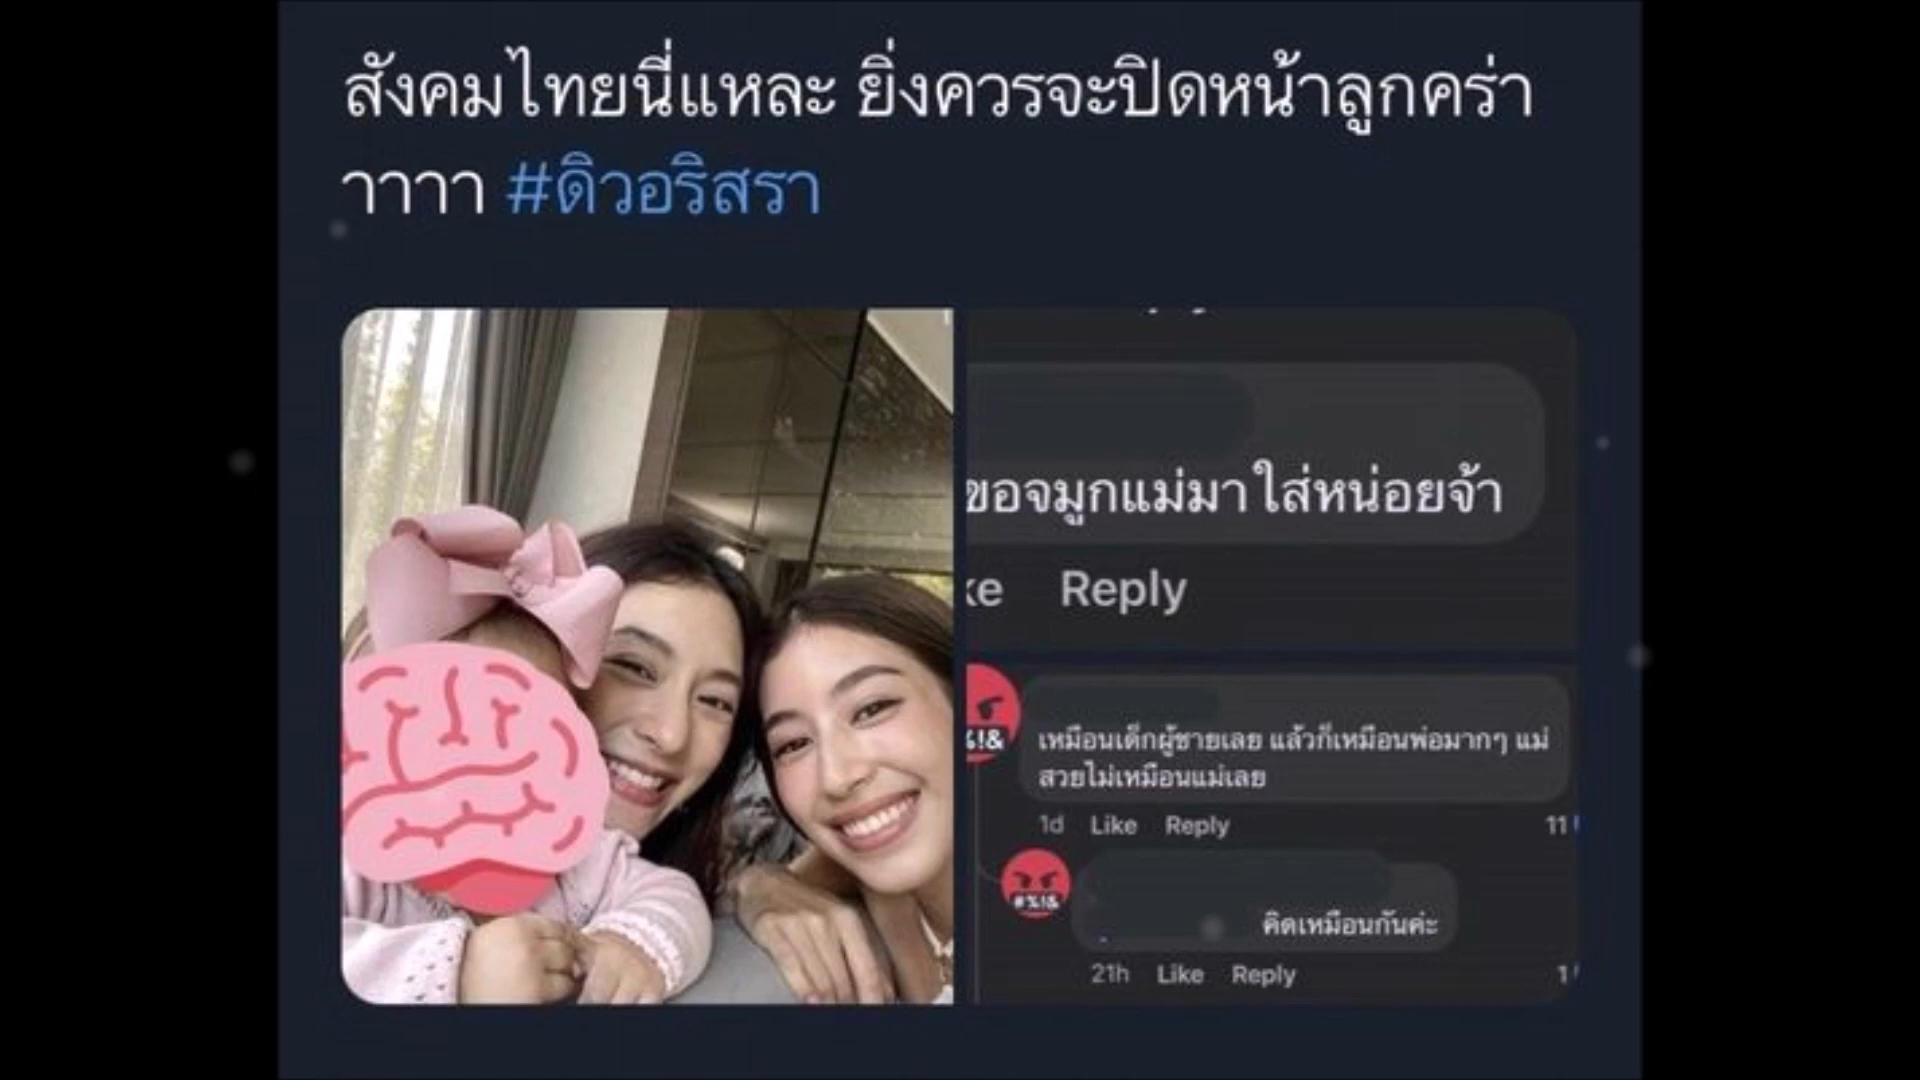 สังคมไทยนี่แหละ ยิ่งควรจะปิดหน้าลูกคร่า
าาาา #ดิวอริสรา
ขอจมูกแม่มาใส่หน่อยจ้า
ke Reply
%!&
เหมือนเด็กผู้ชายเลย แล้วก็เหมือนพ่อมากๆ แม่
สวยไม่เหมือนแม่เลย
1d Like Reply 11
#%!&
คิดเหมือนกันค่ะ
21h Like Reply 1